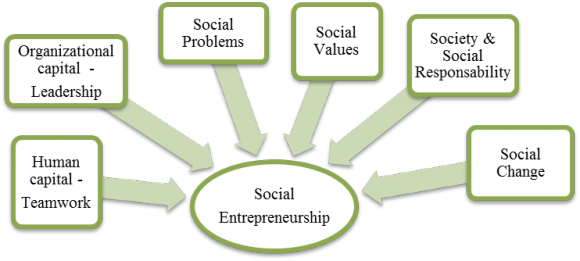 Organizational
capital -
Leadership
Social
Problems
Social
Values
Society &
Social
Responsability
Human
capital -
Teamwork
Social
Entrepreneurship
Social
Change